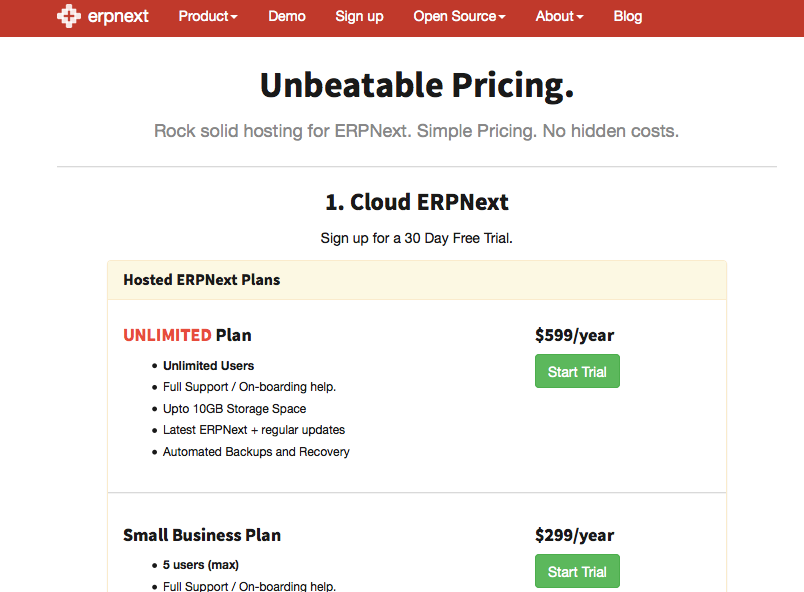 erpnext Product Demo Sign up Open Source About Blog
Unbeatable Pricing.
Rock solid hosting for ERPNext. Simple Pricing. No hidden costs.
1. Cloud ERPNext
Sign up for a 30 Day Free Trial.
Hosted ERPNext Plans
UNLIMITED Plan
$599/year
Start Trial
• Unlimited Users
• Full Support / On-boarding help.
• Upto 10GB Storage Space
• Latest ERPNext + regular updates
• Automated Backups and Recovery
Small Business Plan
$299/year
Start Trial
• 5 users (max)
• Full Support / On-boarding help.